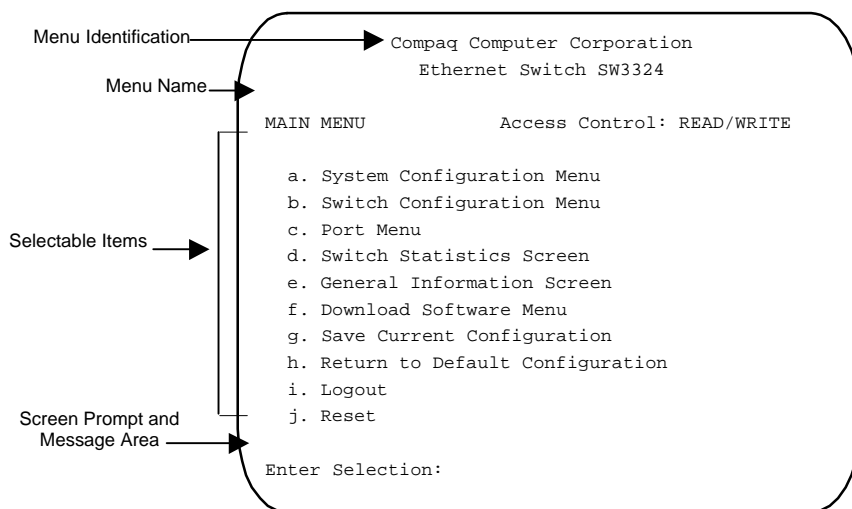 Menu Identification
Compaq Computer Corporation
Ethernet Switch SW3324
Menu Name
MAIN MENU Access Control: READ/WRITE
a. System Configuration Menu
b. Switch Configuration Menu
c. Port Menu
Selectable Items
d. Switch Statistics Screen
e. General Information Screen
f. Download Software Menu
g. Save Current Configuration
h. Return to Default Configuration
i. Logout
j. Reset
Screen Prompt and
Message Area
Enter Selection: